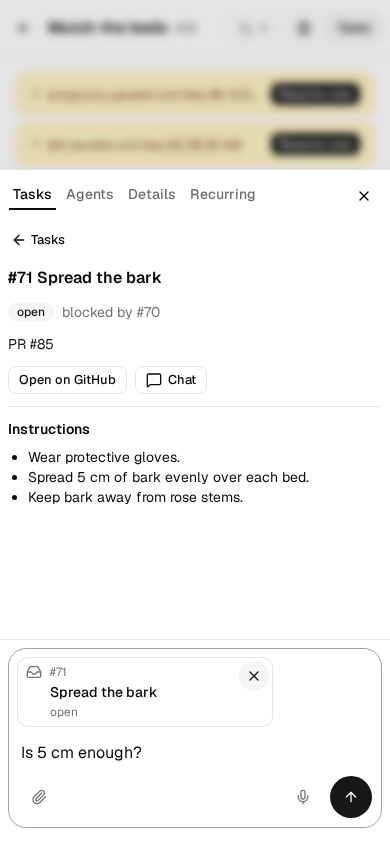 Tasks
Tasks Agents Details Recurring
Tasks
#71 Spread the bark
open blocked by #70
PR #85
Open on GitHub Chat
Instructions
Wear protective gloves.
Spread 5 cm of bark evenly over each bed.
Keep bark away from rose stems.
#71
Spread the bark
open
Is 5 cm enough?